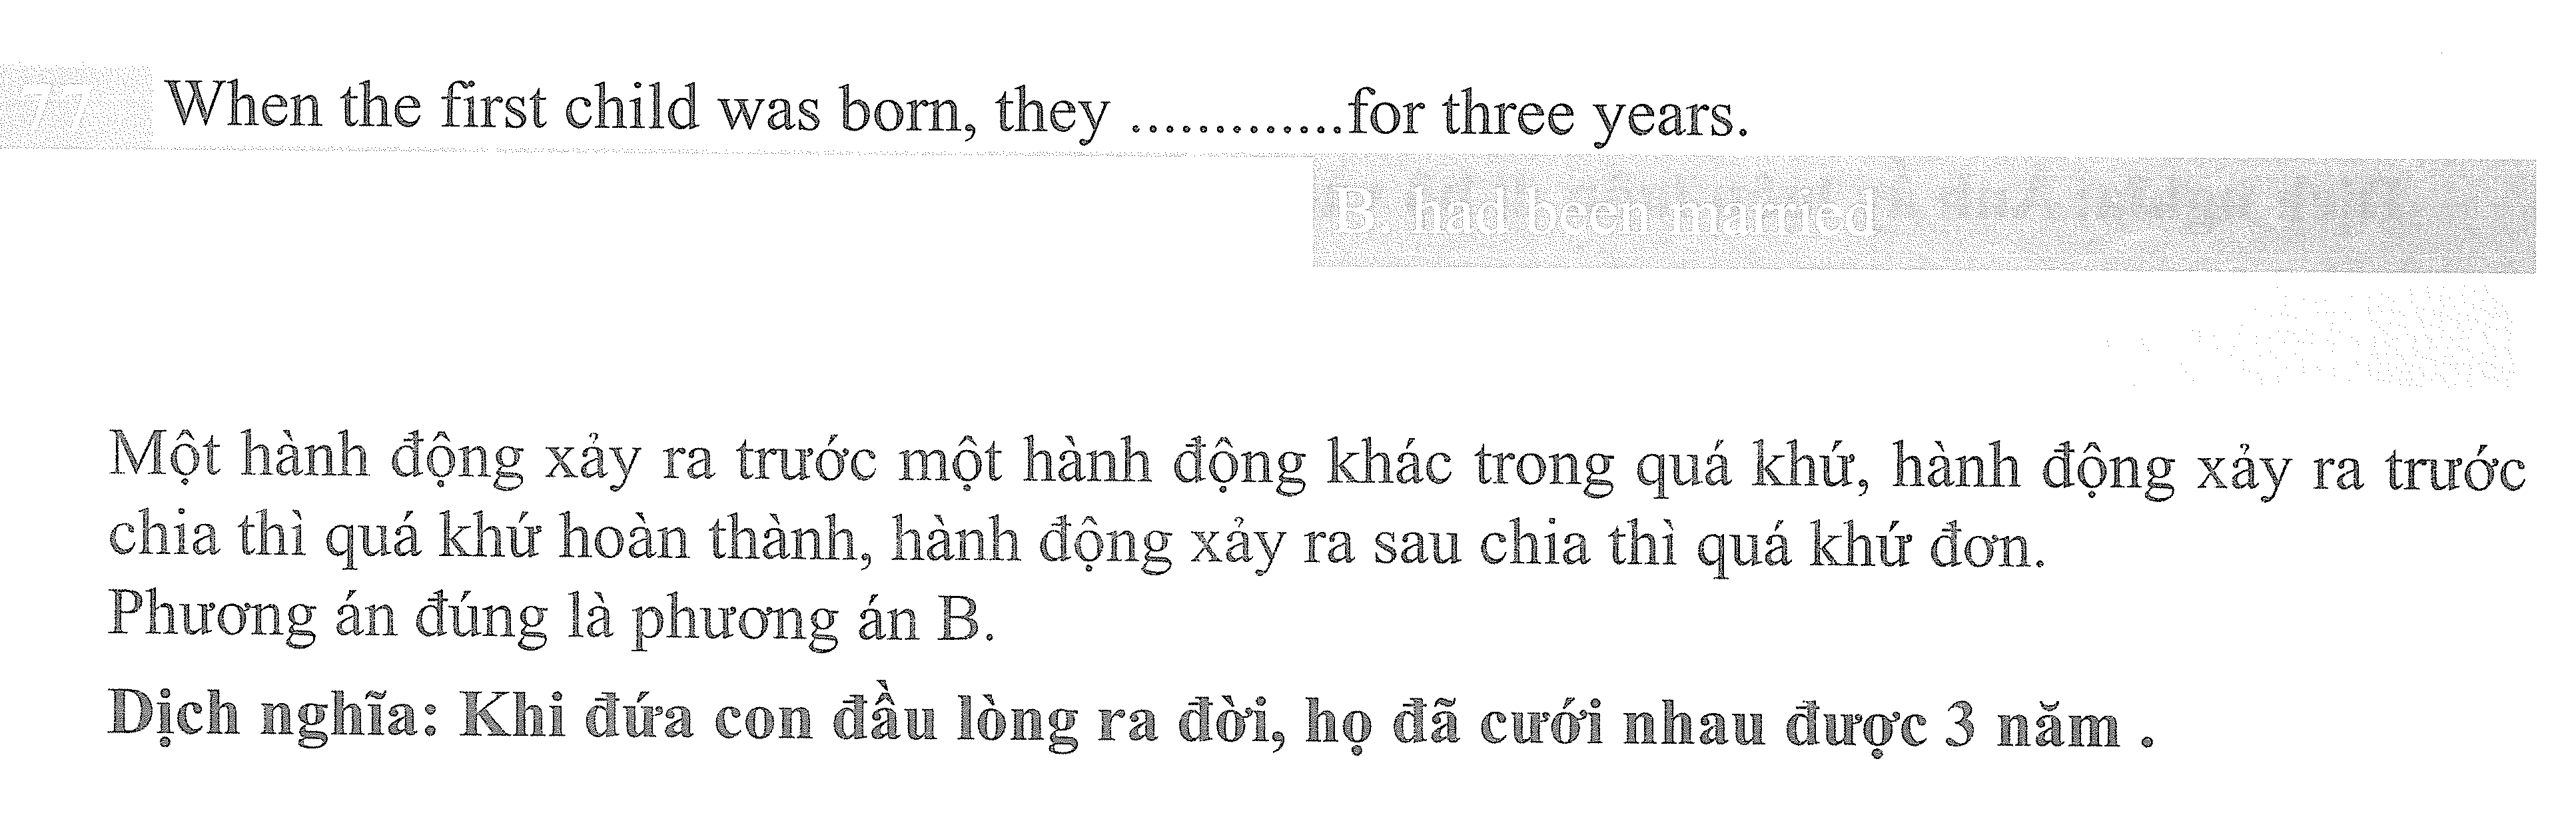 77 When the first child was born, they .............for three years.
B. had been married
Một hành động xảy ra trước một hành động khác trong quá khứ, hành động xảy ra trước
chia thì quá khứ hoàn thành, hành động xảy ra sau chia thì quá khứ đơn.
Phương án đúng là phương án B.
Dịch nghĩa: Khi đứa con đầu lòng ra đời, họ đã cưới nhau được 3 năm .